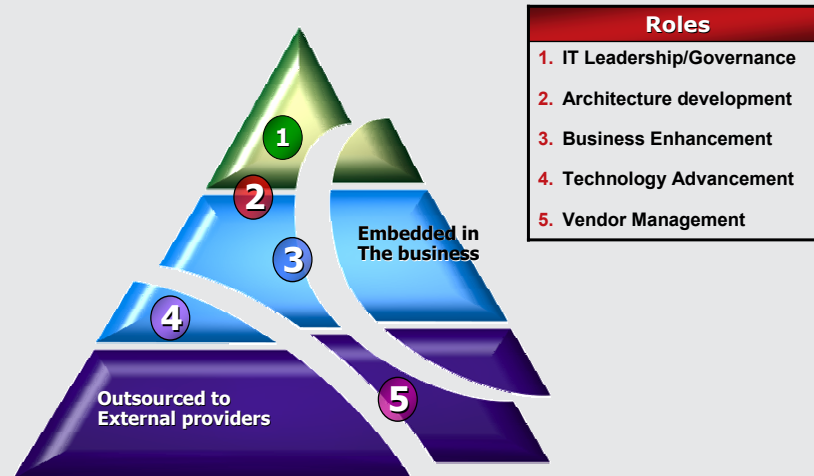 Roles
1. IT Leadership/Governance
2. Architecture development
3. Business Enhancement
4. Technology Advancement
5. Vendor Management
1
2
Embedded in
The business
3
4
5
Outsourced to
External providers